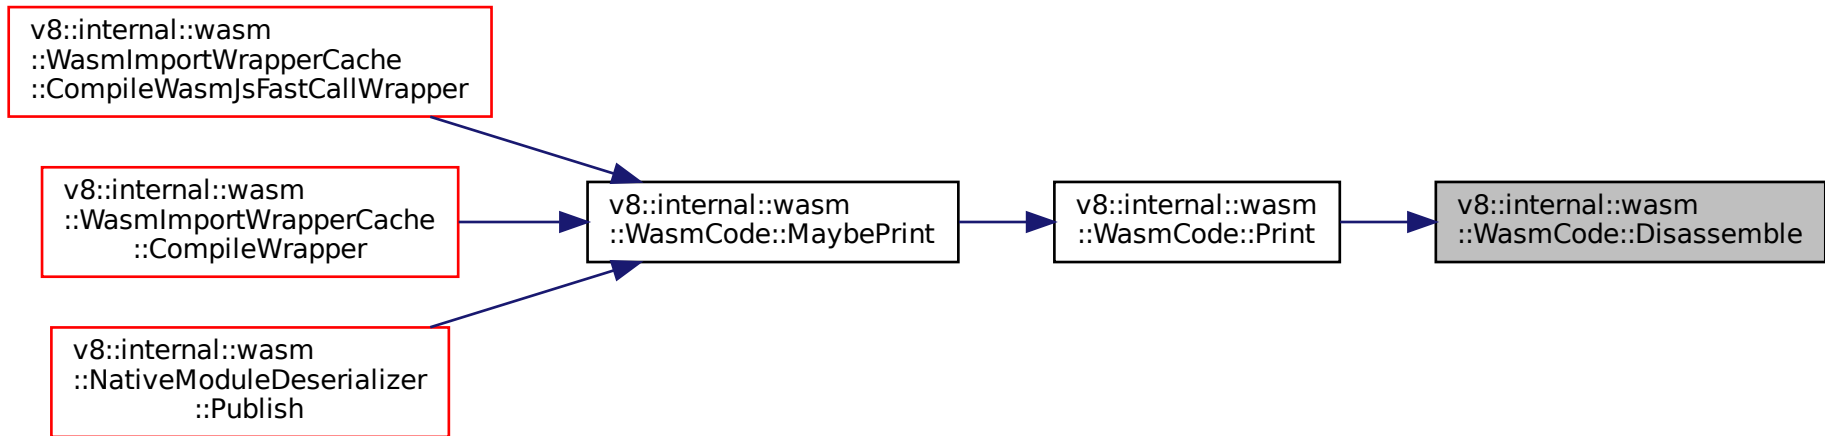 v8::internal::wasm
::WasmImportWrapperCache
::CompileWasmJsFastCallWrapper
v8::internal::wasm
::WasmImportWrapperCache
::CompileWrapper
v8::internal::wasm
::NativeModuleDeserializer
::Publish
v8::internal::wasm
::WasmCode::MaybePrint
v8::internal::wasm
::WasmCode::Print
v8::internal::wasm
::WasmCode::Disassemble